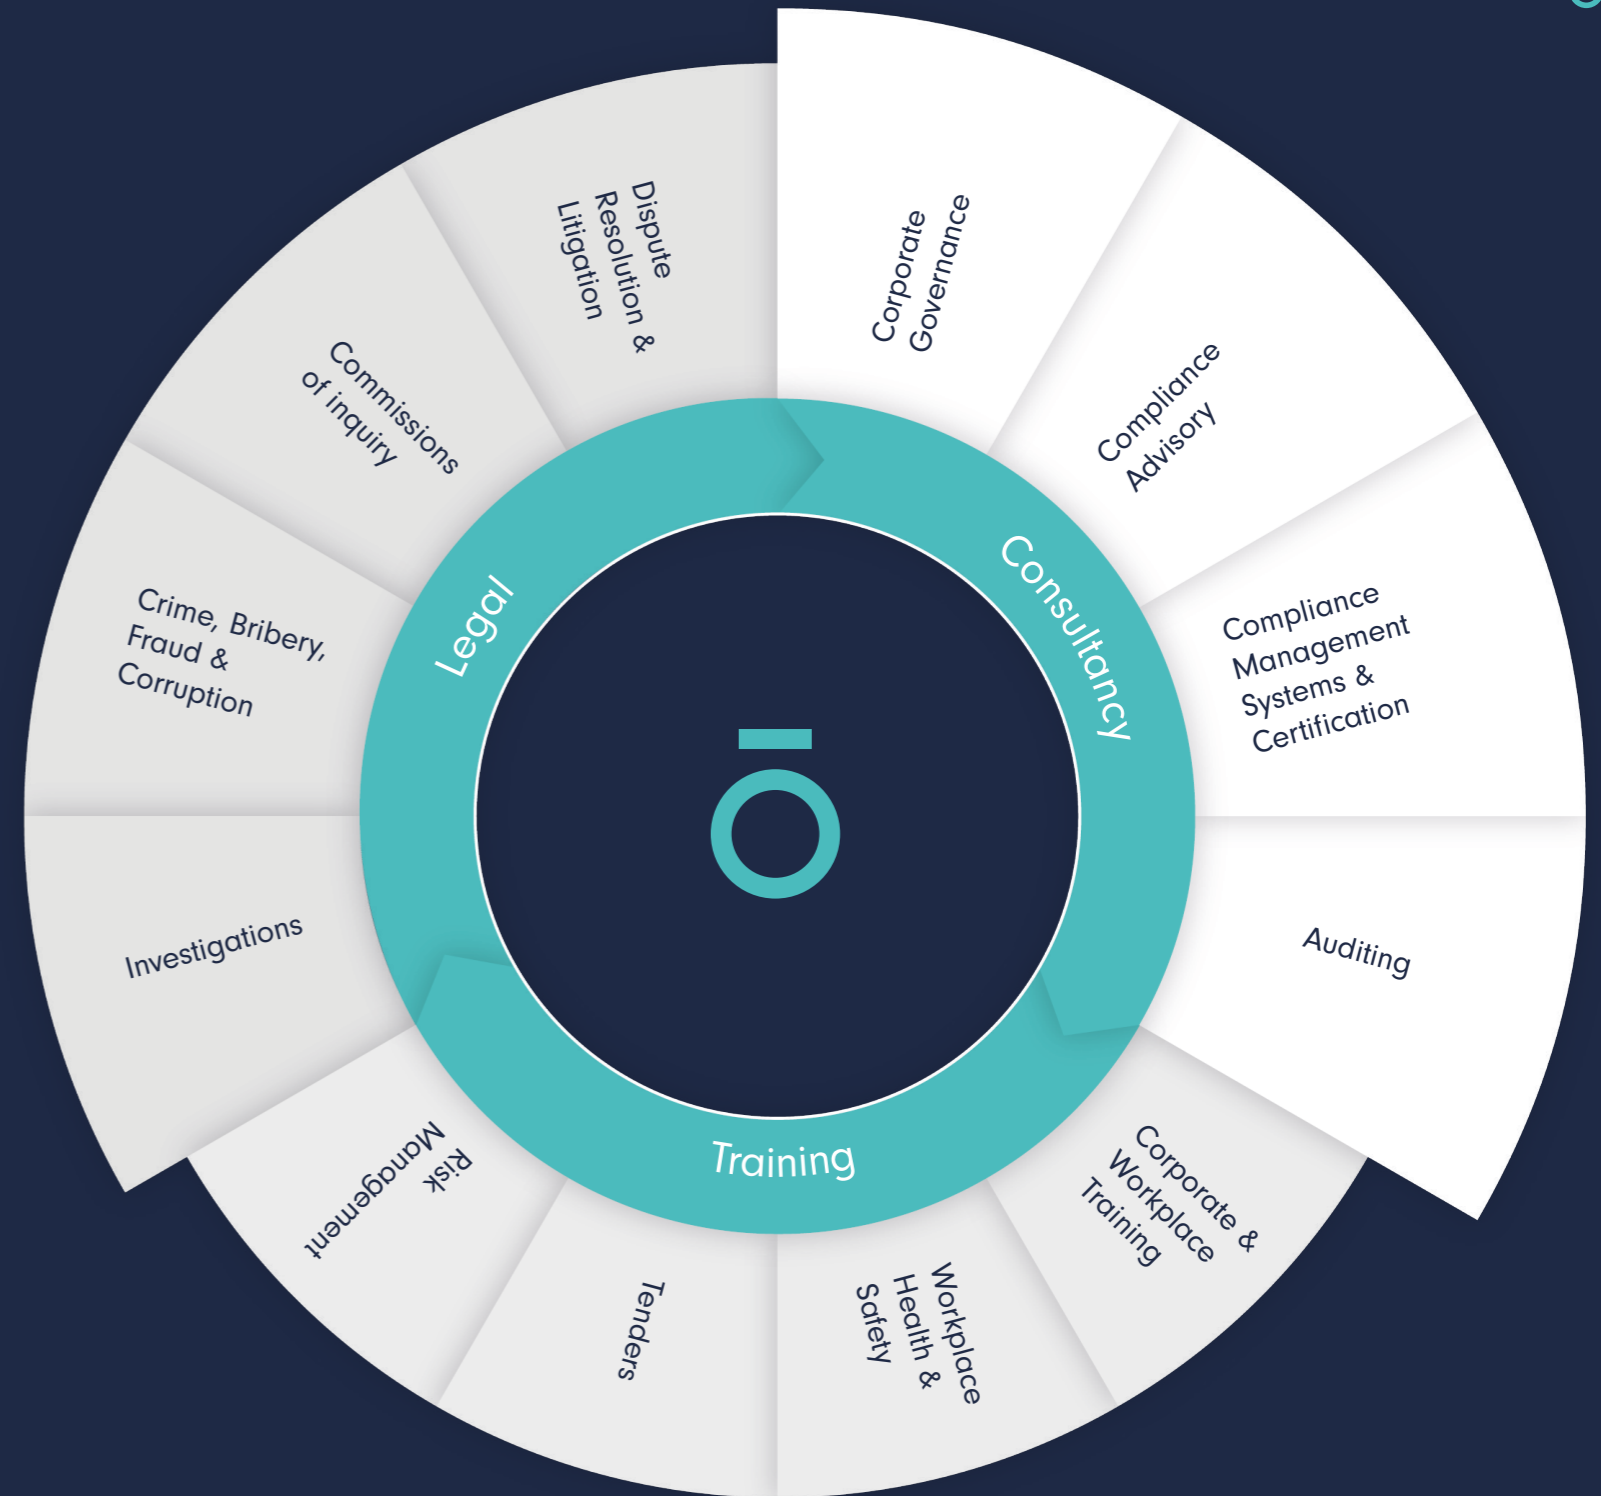 Dispute
Resolution &
Litigation
Corporate
Governance
Compliance
Advisory
Compliance
Management
Systems &
Certification
Auditing
Corporate &
Workplace
Training
Workplace
Health &
Safety
Tenders
Risk
Management
Investigations
Crime, Bribery,
Fraud &
Corruption
Commissions
of inquiry
Legal
Consultancy
Training